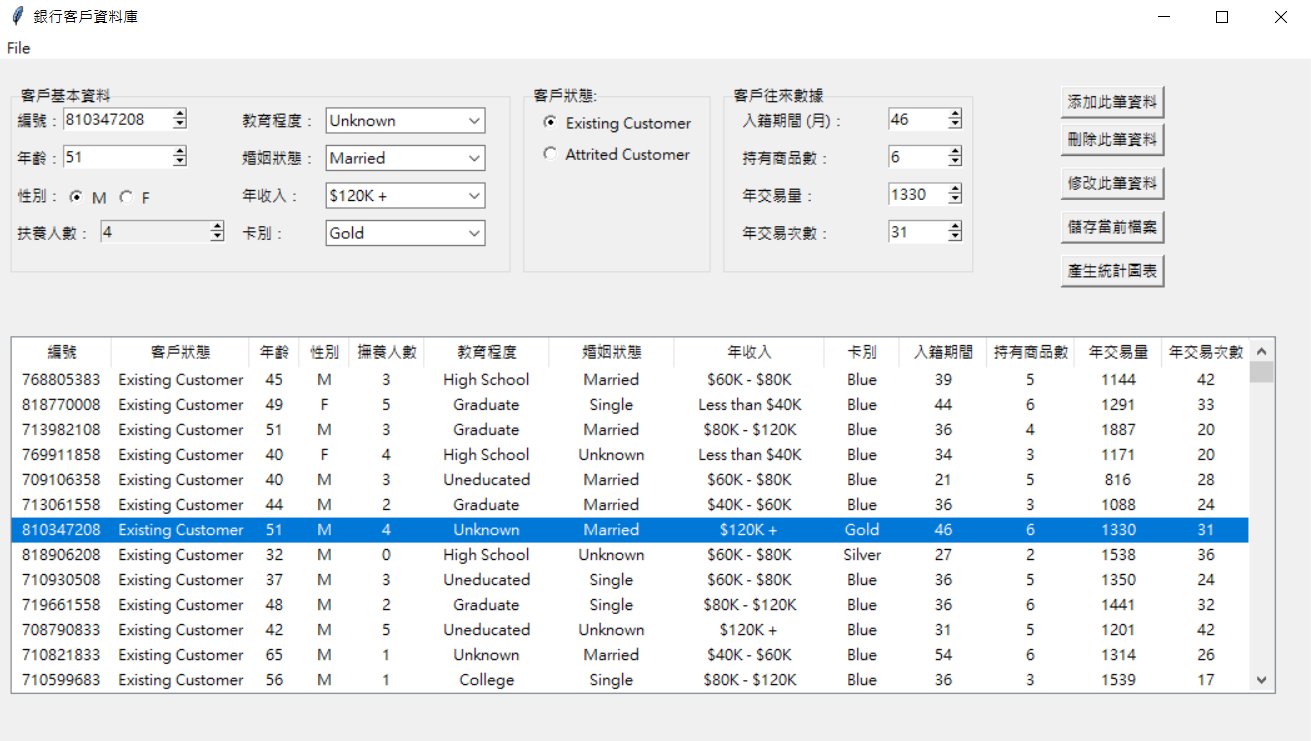 銀行客戶資料庫
File
客戶基本資料
編號： 810347208
教育程度： Unknown
年齡： 51
婚姻狀態： Married
性別： M F
年收入： $120K +
扶養人數： 4
卡別： Gold
客戶狀態:
Existing Customer
Attrited Customer
客戶往來數據
入籍期間 (月)： 46
持有商品數： 6
年交易量： 1330
年交易次數： 31
添加此筆資料
刪除此筆資料
修改此筆資料
儲存當前檔案
產生統計圖表
編號 客戶狀態 年齡 性別 撫養人數 教育程度 婚姻狀態 年收入 卡別 入籍期間 持有商品數 年交易量 年交易次數
768805383 Existing Customer 45 M 3 High School Married $60K - $80K Blue 39 5 1144 42
818770008 Existing Customer 49 F 5 Graduate Single Less than $40K Blue 44 6 1291 33
713982108 Existing Customer 51 M 3 Graduate Married $80K - $120K Blue 36 4 1887 20
769911858 Existing Customer 40 F 4 High School Unknown Less than $40K Blue 34 3 1171 20
709106358 Existing Customer 40 M 3 Uneducated Married $60K - $80K Blue 21 5 816 28
713061558 Existing Customer 44 M 2 Graduate Married $40K - $60K Blue 36 3 1088 24
810347208 Existing Customer 51 M 4 Unknown Married $120K + Gold 46 6 1330 31
818906208 Existing Customer 32 M 0 High School Unknown $60K - $80K Silver 27 2 1538 36
710930508 Existing Customer 37 M 3 Uneducated Single $60K - $80K Blue 36 5 1350 24
719661558 Existing Customer 48 M 2 Graduate Single $80K - $120K Blue 36 6 1441 32
708790833 Existing Customer 42 M 5 Uneducated Unknown $120K + Blue 31 5 1201 42
710821833 Existing Customer 65 M 1 Unknown Married $40K - $60K Blue 54 6 1314 26
710599683 Existing Customer 56 M 1 College Single $80K - $120K Blue 36 3 1539 17